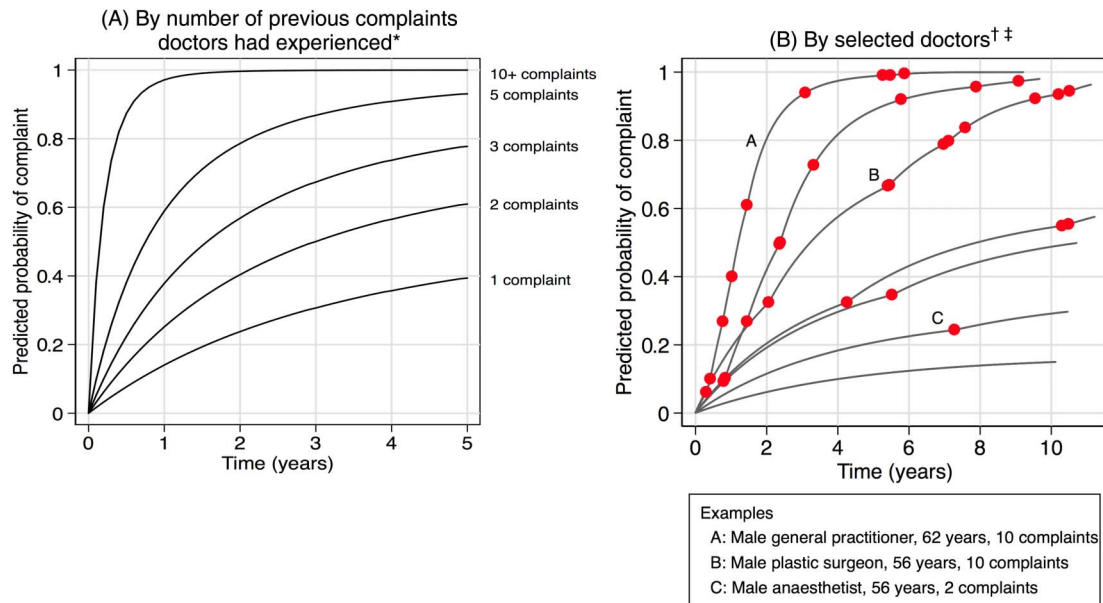 (A) By number of previous complaints
doctors had experienced*
Predicted probability of complaint
1
0.8
0.6
0.4
0.2
0
10+ complaints
5 complaints
3 complaints
2 complaints
1 complaint
0 1 2 3 4 5
Time (years)
(B) By selected doctors† ‡
Predicted probability of complaint
1
0.8
0.6
0.4
0.2
0
A
B
C
0 2 4 6 8 10
Time (years)
Examples
A: Male general practitioner, 62 years, 10 complaints
B: Male plastic surgeon, 56 years, 10 complaints
C: Male anaesthetist, 56 years, 2 complaints